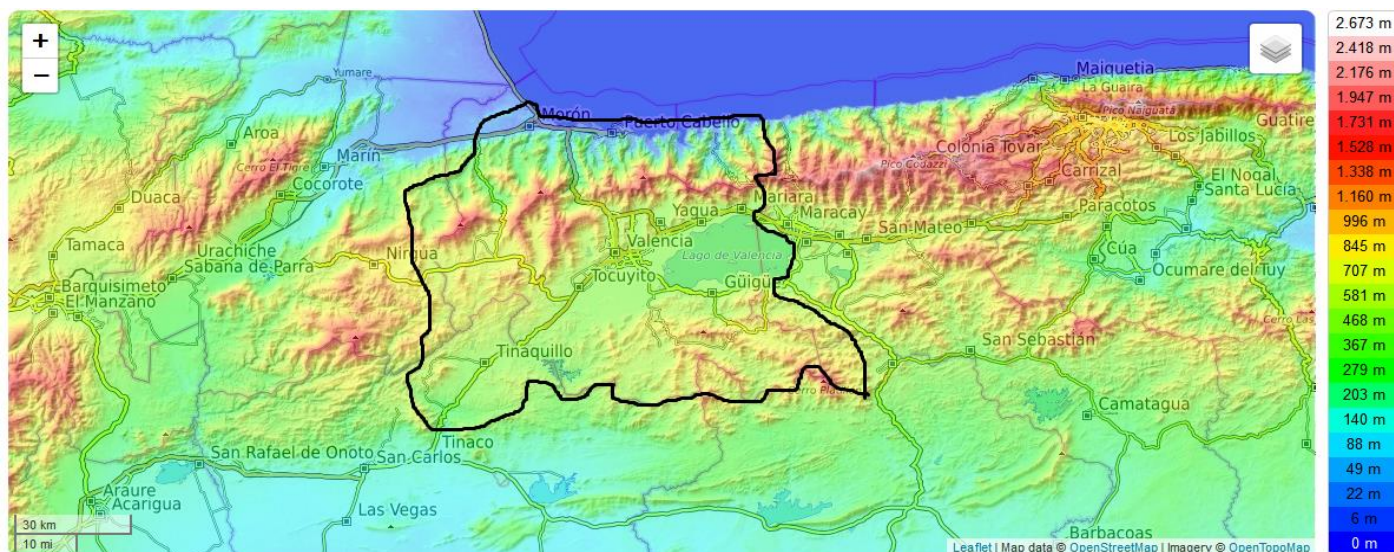 +
−
Yumare
Maiquetia
La Guaira
Pico Naiguatá
Guatire
Morón
Puerto Cabello
Aroa
Los Jabillos
Marín
Cerro El Tigre
Colonia Tovar
Pico Codazzi
Carrizal
El Nogal
Santa Lucía
Cocorote
Duaca
Mariara
Maracay
Yagua
San Mateo
Paracotos
Tamaca
Urachiche
Sabana de Parra
Nirgua
Valencia
Lago de Valencia
Cúa
Ocumare del Tuy
Barquisimeto
El Manzano
Tocuyito
Güigüe
Cerro Las
San Sebastián
Tinaquillo
Camatagua
Tinaco
San Rafael de Onoto
San Carlos
Araure
Acarigua
Las Vegas
Barbacoas
30 km
10 mi
Leaflet | Map data © OpenStreetMap | Imagery © OpenTopoMap
2.673 m
2.418 m
2.176 m
1.947 m
1.731 m
1.528 m
1.338 m
1.160 m
996 m
845 m
707 m
581 m
468 m
367 m
279 m
203 m
140 m
88 m
49 m
22 m
6 m
0 m